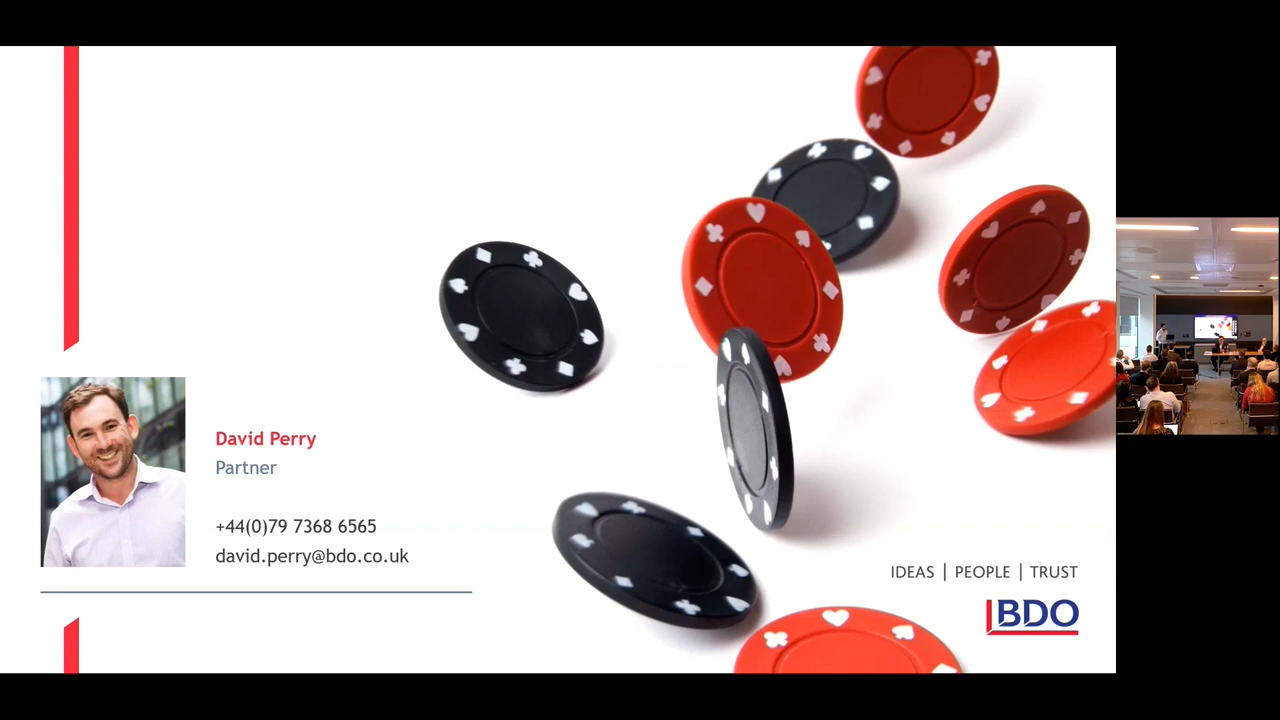 David Perry
Partner
+44(0)79 7368 6565
david.perry@bdo.co.uk
IDEAS | PEOPLE | TRUST
BDO